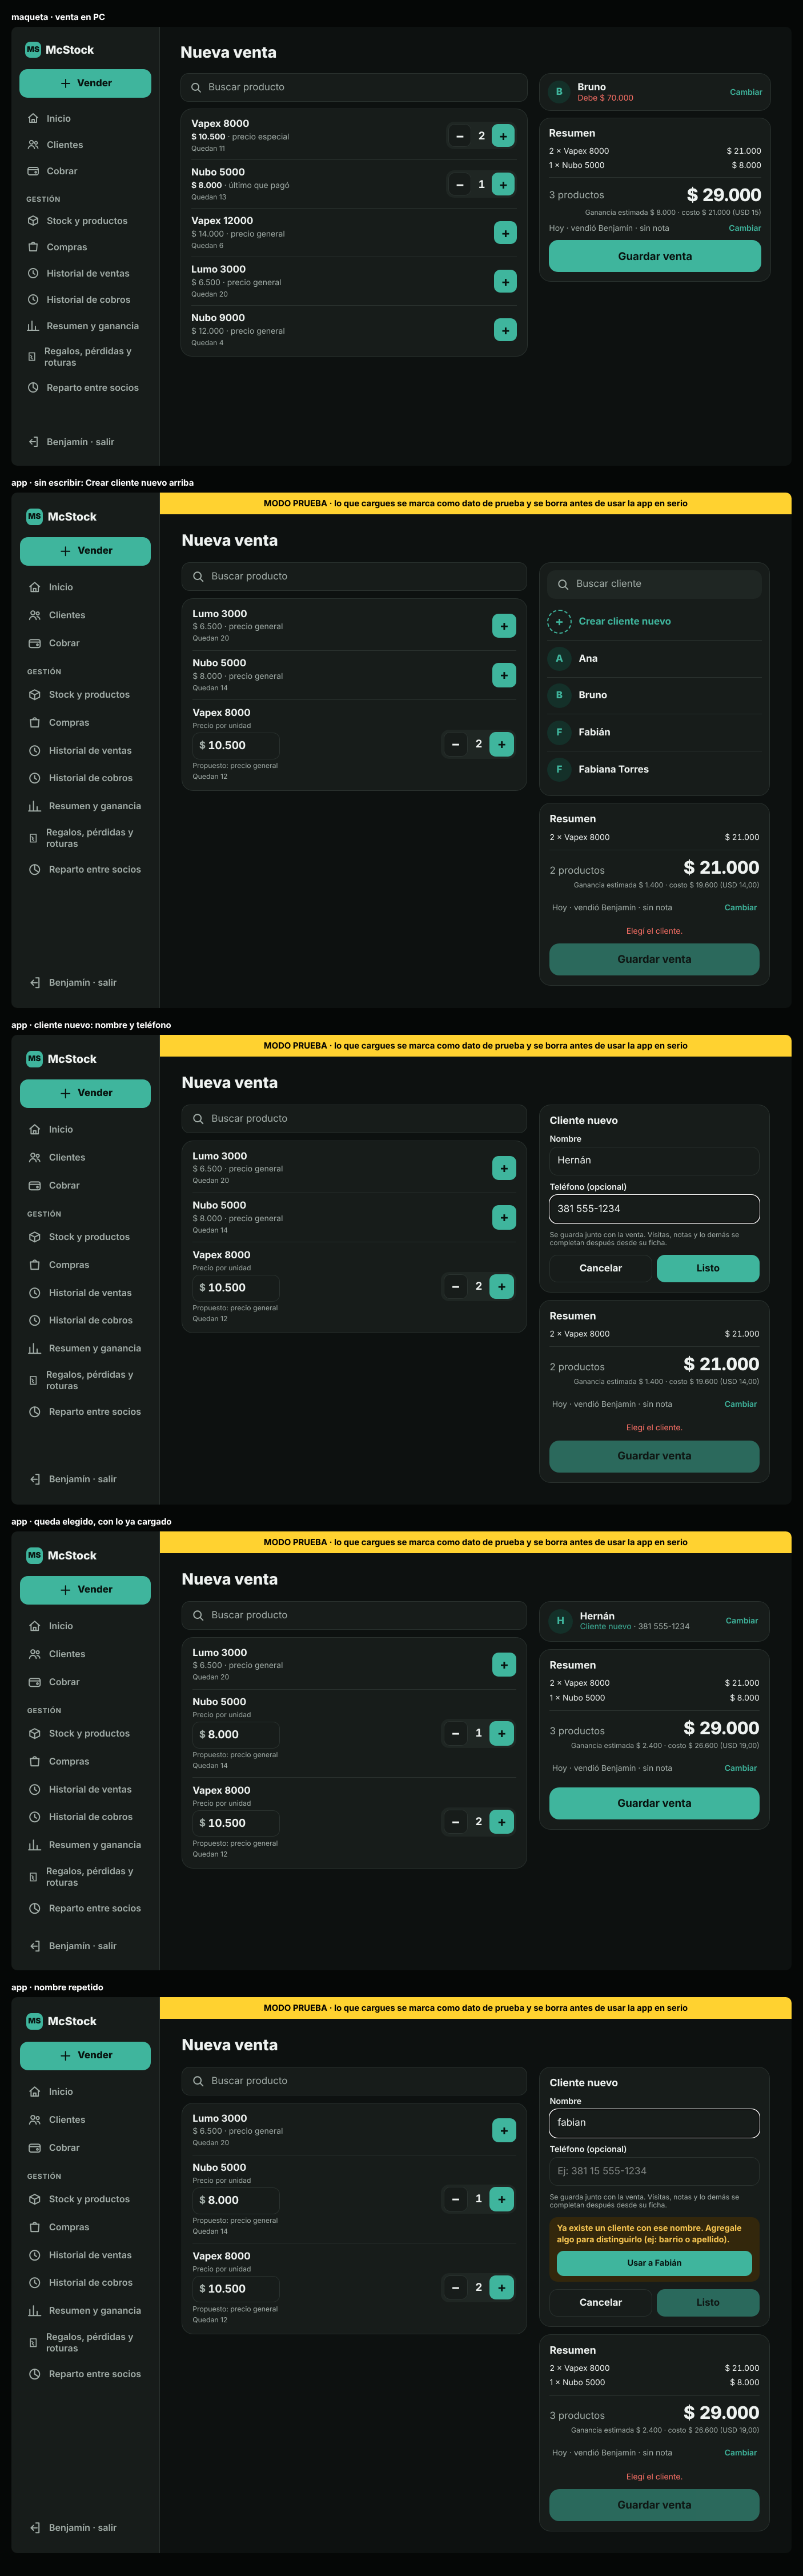 maqueta · venta en PC
MS McStock
+ Vender
Inicio
Clientes
Cobrar
GESTIÓN
Stock y productos
Compras
Historial de ventas
Historial de cobros
Resumen y ganancia
Regalos, pérdidas y
roturas
Reparto entre socios
Benjamín · salir
Nueva venta
Buscar producto
Vapex 8000
$ 10.500 · precio especial
Quedan 11
− 2 +
Nubo 5000
$ 8.000 · último que pagó
Quedan 13
− 1 +
Vapex 12000
$ 14.000 · precio general
Quedan 6
+
Lumo 3000
$ 6.500 · precio general
Quedan 20
+
Nubo 9000
$ 12.000 · precio general
Quedan 4
+
B
Bruno
Debe $ 70.000
Cambiar
Resumen
2 × Vapex 8000 $ 21.000
1 × Nubo 5000 $ 8.000
3 productos $ 29.000
Ganancia estimada $ 8.000 · costo $ 21.000 (USD 15)
Hoy · vendió Benjamín · sin nota Cambiar
Guardar venta
app · sin escribir: Crear cliente nuevo arriba
MODO PRUEBA · lo que cargues se marca como dato de prueba y se borra antes de usar la app en serio
MS McStock
+ Vender
Inicio
Clientes
Cobrar
GESTIÓN
Stock y productos
Compras
Historial de ventas
Historial de cobros
Resumen y ganancia
Regalos, pérdidas y
roturas
Reparto entre socios
Benjamín · salir
Nueva venta
Buscar producto
Lumo 3000
$ 6.500 · precio general
Quedan 20
+
Nubo 5000
$ 8.000 · precio general
Quedan 14
+
Vapex 8000
Precio por unidad
$ 10.500
Propuesto: precio general
Quedan 12
− 2 +
Buscar cliente
+ Crear cliente nuevo
A Ana
B Bruno
F Fabián
F Fabiana Torres
Resumen
2 × Vapex 8000 $ 21.000
2 productos $ 21.000
Ganancia estimada $ 1.400 · costo $ 19.600 (USD 14,00)
Hoy · vendió Benjamín · sin nota Cambiar
Elegí el cliente.
Guardar venta
app · cliente nuevo: nombre y teléfono
MODO PRUEBA · lo que cargues se marca como dato de prueba y se borra antes de usar la app en serio
MS McStock
+ Vender
Inicio
Clientes
Cobrar
GESTIÓN
Stock y productos
Compras
Historial de ventas
Historial de cobros
Resumen y ganancia
Regalos, pérdidas y
roturas
Reparto entre socios
Benjamín · salir
Nueva venta
Buscar producto
Lumo 3000
$ 6.500 · precio general
Quedan 20
+
Nubo 5000
$ 8.000 · precio general
Quedan 14
+
Vapex 8000
Precio por unidad
$ 10.500
Propuesto: precio general
Quedan 12
− 2 +
Cliente nuevo
Nombre
Hernán
Teléfono (opcional)
381 555-1234
Se guarda junto con la venta. Visitas, notas y lo demás se
completan después desde su ficha.
Cancelar Listo
Resumen
2 × Vapex 8000 $ 21.000
2 productos $ 21.000
Ganancia estimada $ 1.400 · costo $ 19.600 (USD 14,00)
Hoy · vendió Benjamín · sin nota Cambiar
Elegí el cliente.
Guardar venta
app · queda elegido, con lo ya cargado
MODO PRUEBA · lo que cargues se marca como dato de prueba y se borra antes de usar la app en serio
MS McStock
+ Vender
Inicio
Clientes
Cobrar
GESTIÓN
Stock y productos
Compras
Historial de ventas
Historial de cobros
Resumen y ganancia
Regalos, pérdidas y
roturas
Reparto entre socios
Benjamín · salir
Nueva venta
Buscar producto
Lumo 3000
$ 6.500 · precio general
Quedan 20
+
Nubo 5000
Precio por unidad
$ 8.000
Propuesto: precio general
Quedan 14
− 1 +
Vapex 8000
Precio por unidad
$ 10.500
Propuesto: precio general
Quedan 12
− 2 +
H
Hernán
Cliente nuevo · 381 555-1234
Cambiar
Resumen
2 × Vapex 8000 $ 21.000
1 × Nubo 5000 $ 8.000
3 productos $ 29.000
Ganancia estimada $ 2.400 · costo $ 26.600 (USD 19,00)
Hoy · vendió Benjamín · sin nota Cambiar
Guardar venta
app · nombre repetido
MODO PRUEBA · lo que cargues se marca como dato de prueba y se borra antes de usar la app en serio
MS McStock
+ Vender
Inicio
Clientes
Cobrar
GESTIÓN
Stock y productos
Compras
Historial de ventas
Historial de cobros
Resumen y ganancia
Regalos, pérdidas y
roturas
Reparto entre socios
Benjamín · salir
Nueva venta
Buscar producto
Lumo 3000
$ 6.500 · precio general
Quedan 20
+
Nubo 5000
Precio por unidad
$ 8.000
Propuesto: precio general
Quedan 14
− 1 +
Vapex 8000
Precio por unidad
$ 10.500
Propuesto: precio general
Quedan 12
− 2 +
Cliente nuevo
Nombre
fabian
Teléfono (opcional)
Ej: 381 15 555-1234
Se guarda junto con la venta. Visitas, notas y lo demás se
completan después desde su ficha.
Ya existe un cliente con ese nombre. Agregale
algo para distinguirlo (ej: barrio o apellido).
Usar a Fabián
Cancelar Listo
Resumen
2 × Vapex 8000 $ 21.000
1 × Nubo 5000 $ 8.000
3 productos $ 29.000
Ganancia estimada $ 2.400 · costo $ 26.600 (USD 19,00)
Hoy · vendió Benjamín · sin nota Cambiar
Elegí el cliente.
Guardar venta